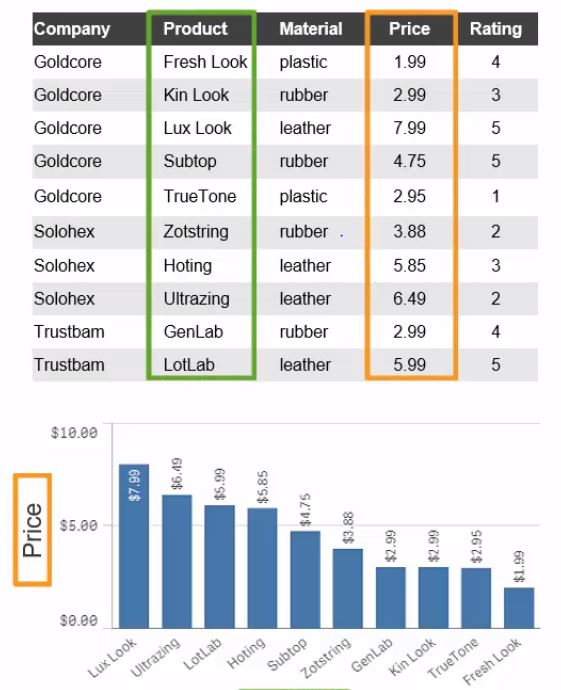 Company Product Material Price Rating
Goldcore Fresh Look plastic 1.99 4
Goldcore Kin Look rubber 2.99 3
Goldcore Lux Look leather 7.99 5
Goldcore Subtop rubber 4.75 5
Goldcore TrueTone plastic 2.95 1
Solohex Zotstring rubber 3.88 2
Solohex Hoting leather 5.85 3
Solohex Ultrazing leather 6.49 2
Trustbam GenLab rubber 2.99 4
Trustbam LotLab leather 5.99 5
$10.00
$5.00
$0.00
Price
$7.99
$6.49
$5.99
$5.85
$4.75
$3.88
$2.99
$2.99
$2.95
$1.99
Lux Look
Ultrazing
LotLab
Hoting
Subtop
Zotstring
GenLab
Kin Look
TrueTone
Fresh Look